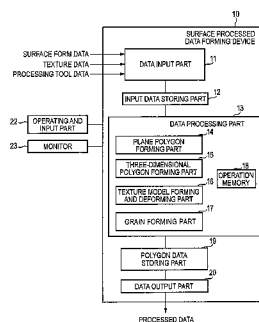 10
SURFACE PROCESSED
DATA FORMING DEVICE
SURFACE FORM DATA
TEXTURE DATA
PROCESSING TOOL DATA
DATA INPUT PART
11
INPUT DATA STORING PART
12
13
22
OPERATING AND
INPUT PART
23
MONITOR
DATA PROCESSING PART
14
PLANE POLYGON
FORMING PART
15
THREE-DIMENSIONAL
POLYGON FORMING PART
16
TEXTURE MODEL FORMING
AND DEFORMING PART
17
GRAIN FORMING PART
18
OPERATION
MEMORY
19
POLYGON DATA
STORING PART
20
DATA OUTPUT PART
PROCESSED DATA